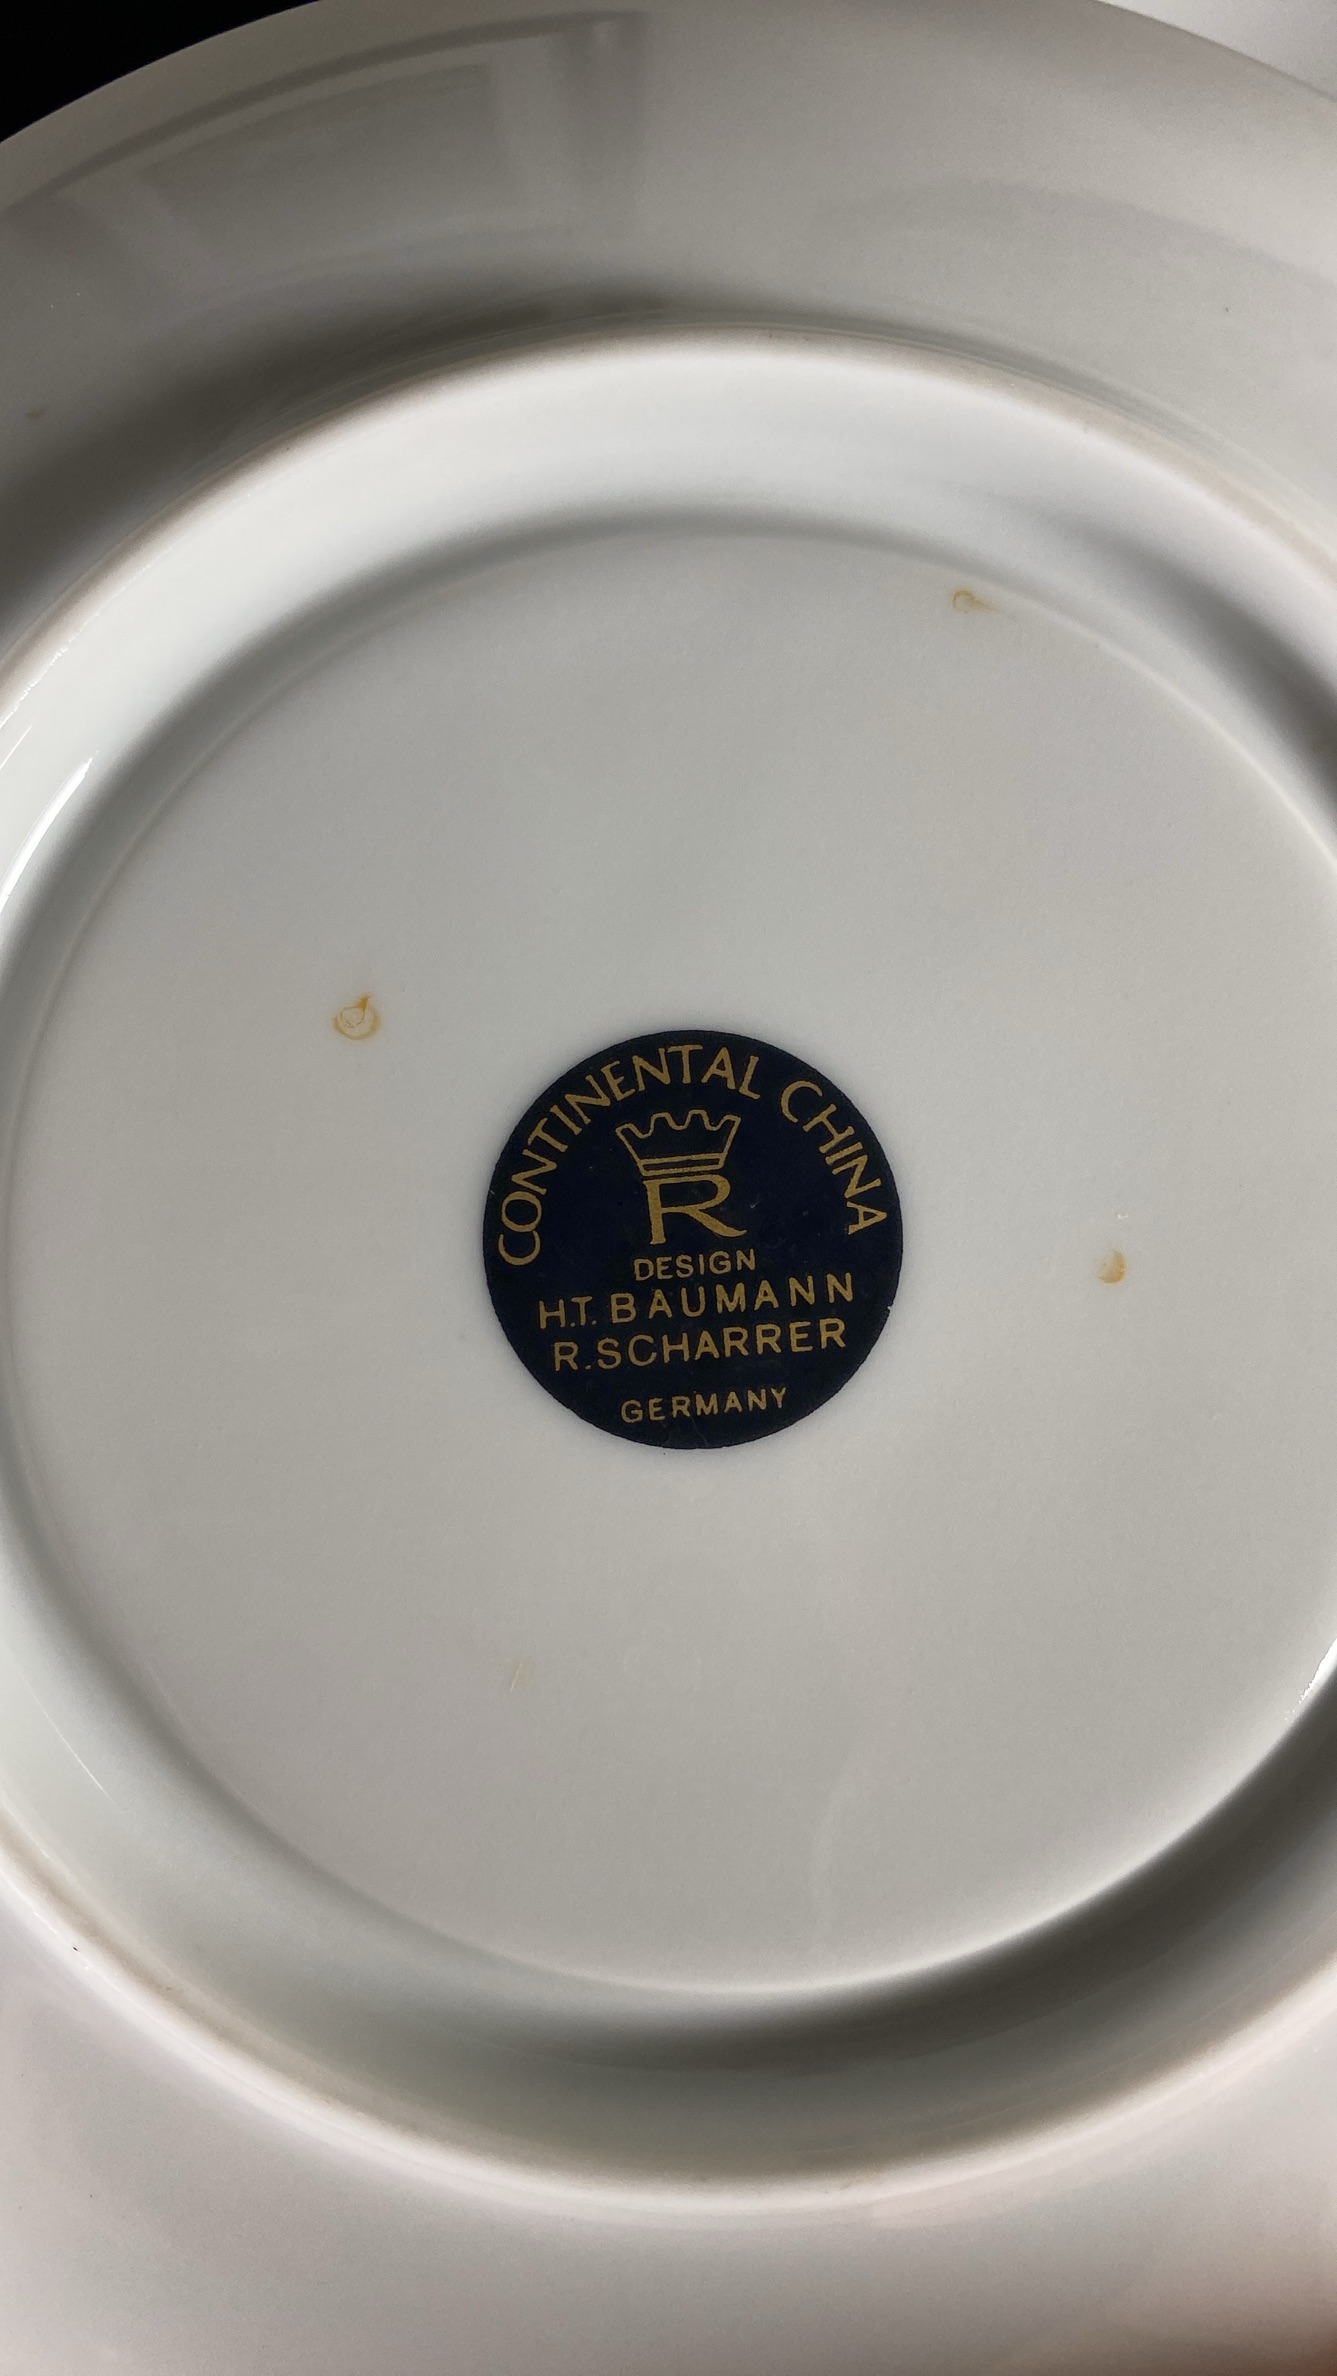 CONTINENTAL CHINA
R
DESIGN
H.T. BAUMANN
R.SCHARRER
GERMANY